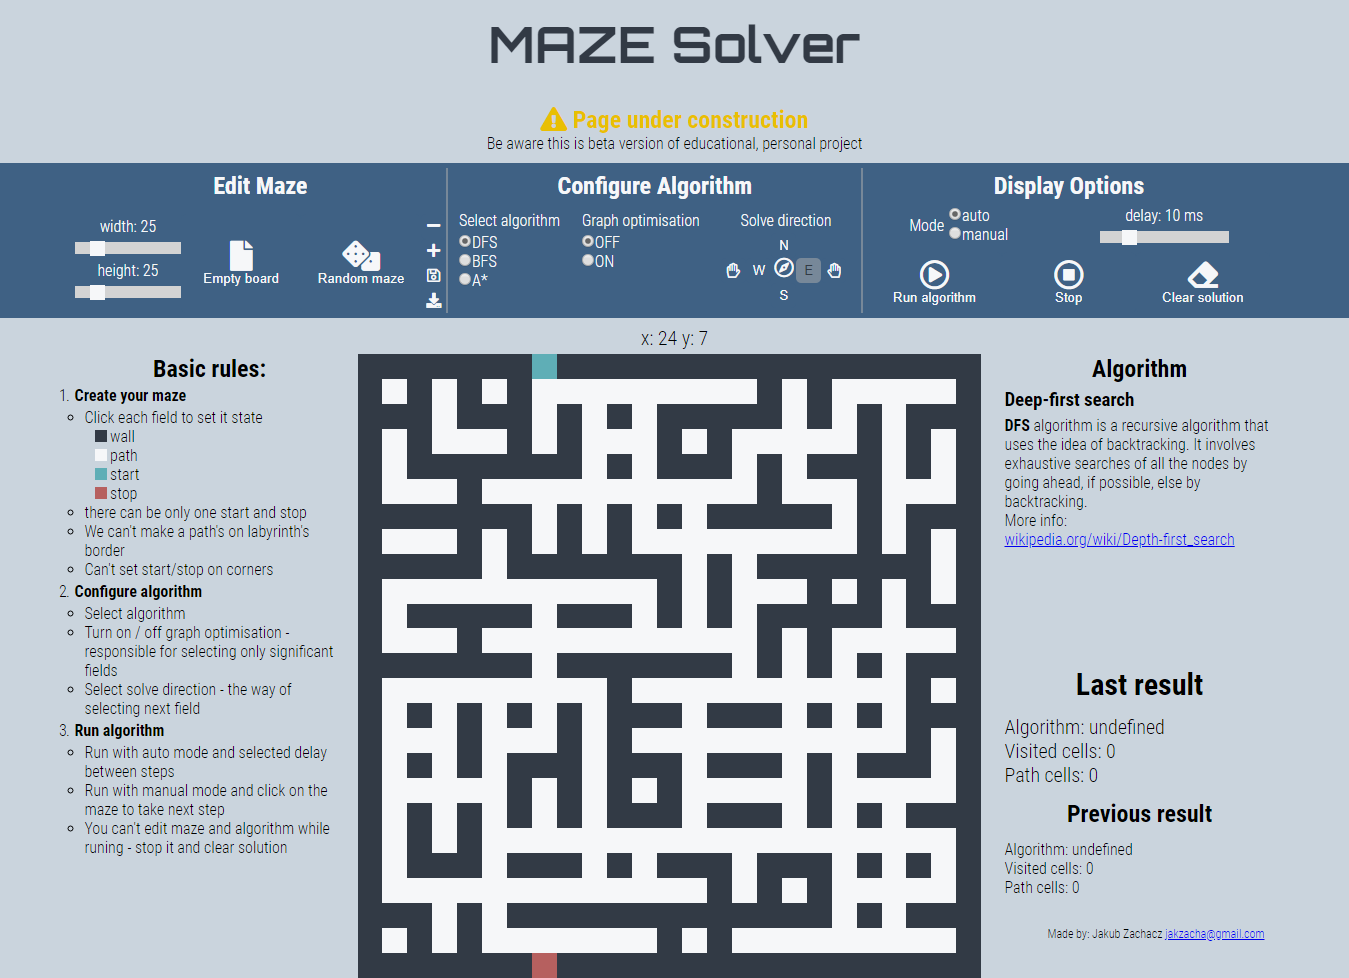 MAZE Solver
Page under construction
Be aware this is beta version of educational, personal project
Edit Maze
width: 25
height: 25
Empty board
Random maze
Configure Algorithm
Select algorithm
DFS
BFS
A*
Graph optimisation
OFF
ON
Solve direction
N
W
E
S
Display Options
Mode
auto
manual
delay: 10 ms
Run algorithm
Stop
Clear solution
x: 24 y: 7
Basic rules:
1. Create your maze
Click each field to set it state
wall
path
start
stop
there can be only one start and stop
We can't make a path's on labyrinth's
border
Can't set start/stop on corners
2. Configure algorithm
Select algorithm
Turn on / off graph optimisation -
responsible for selecting only significant
fields
Select solve direction - the way of
selecting next field
3. Run algorithm
Run with auto mode and selected delay
between steps
Run with manual mode and click on the
maze to take next step
You can't edit maze and algorithm while
runing - stop it and clear solution
Algorithm
Deep-first search
DFS algorithm is a recursive algorithm that
uses the idea of backtracking. It involves
exhaustive searches of all the nodes by
going ahead, if possible, else by
backtracking.
More info:
wikipedia.org/wiki/Depth-first_search
Last result
Algorithm: undefined
Visited cells: 0
Path cells: 0
Previous result
Algorithm: undefined
Visited cells: 0
Path cells: 0
Made by: Jakub Zachacz jakzacha@gmail.com